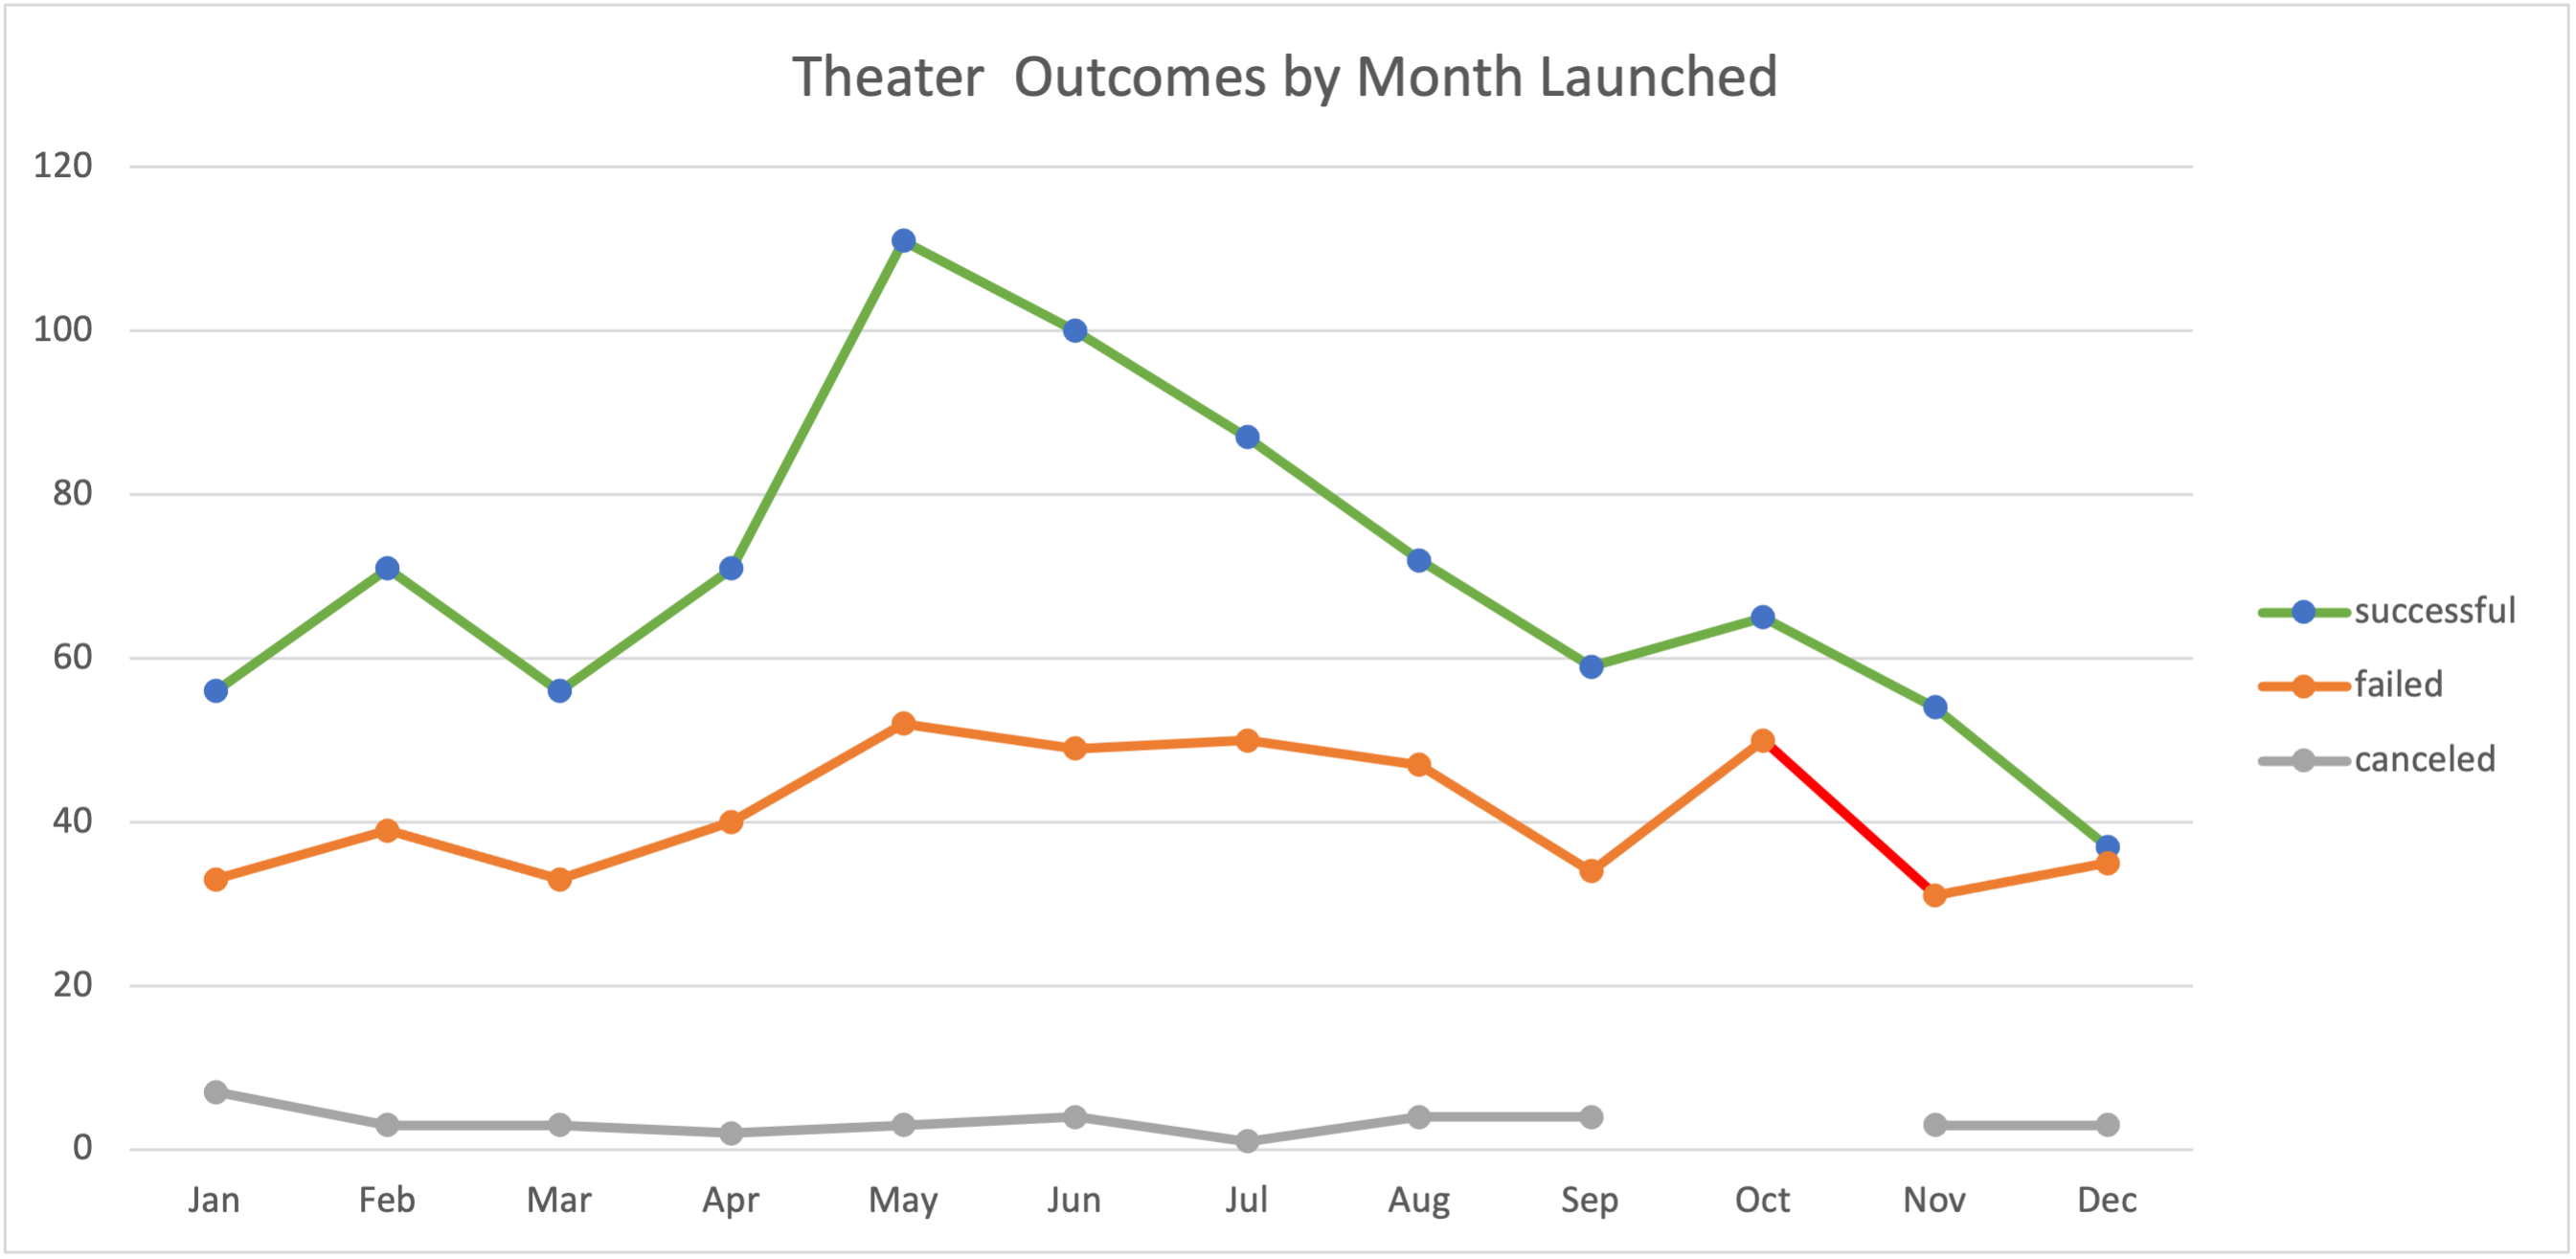 Theater  Outcomes by Month Launched
120
100
80
60
40
20
0
Jan Feb Mar Apr May Jun Jul Aug Sep Oct Nov Dec
successful
failed
canceled